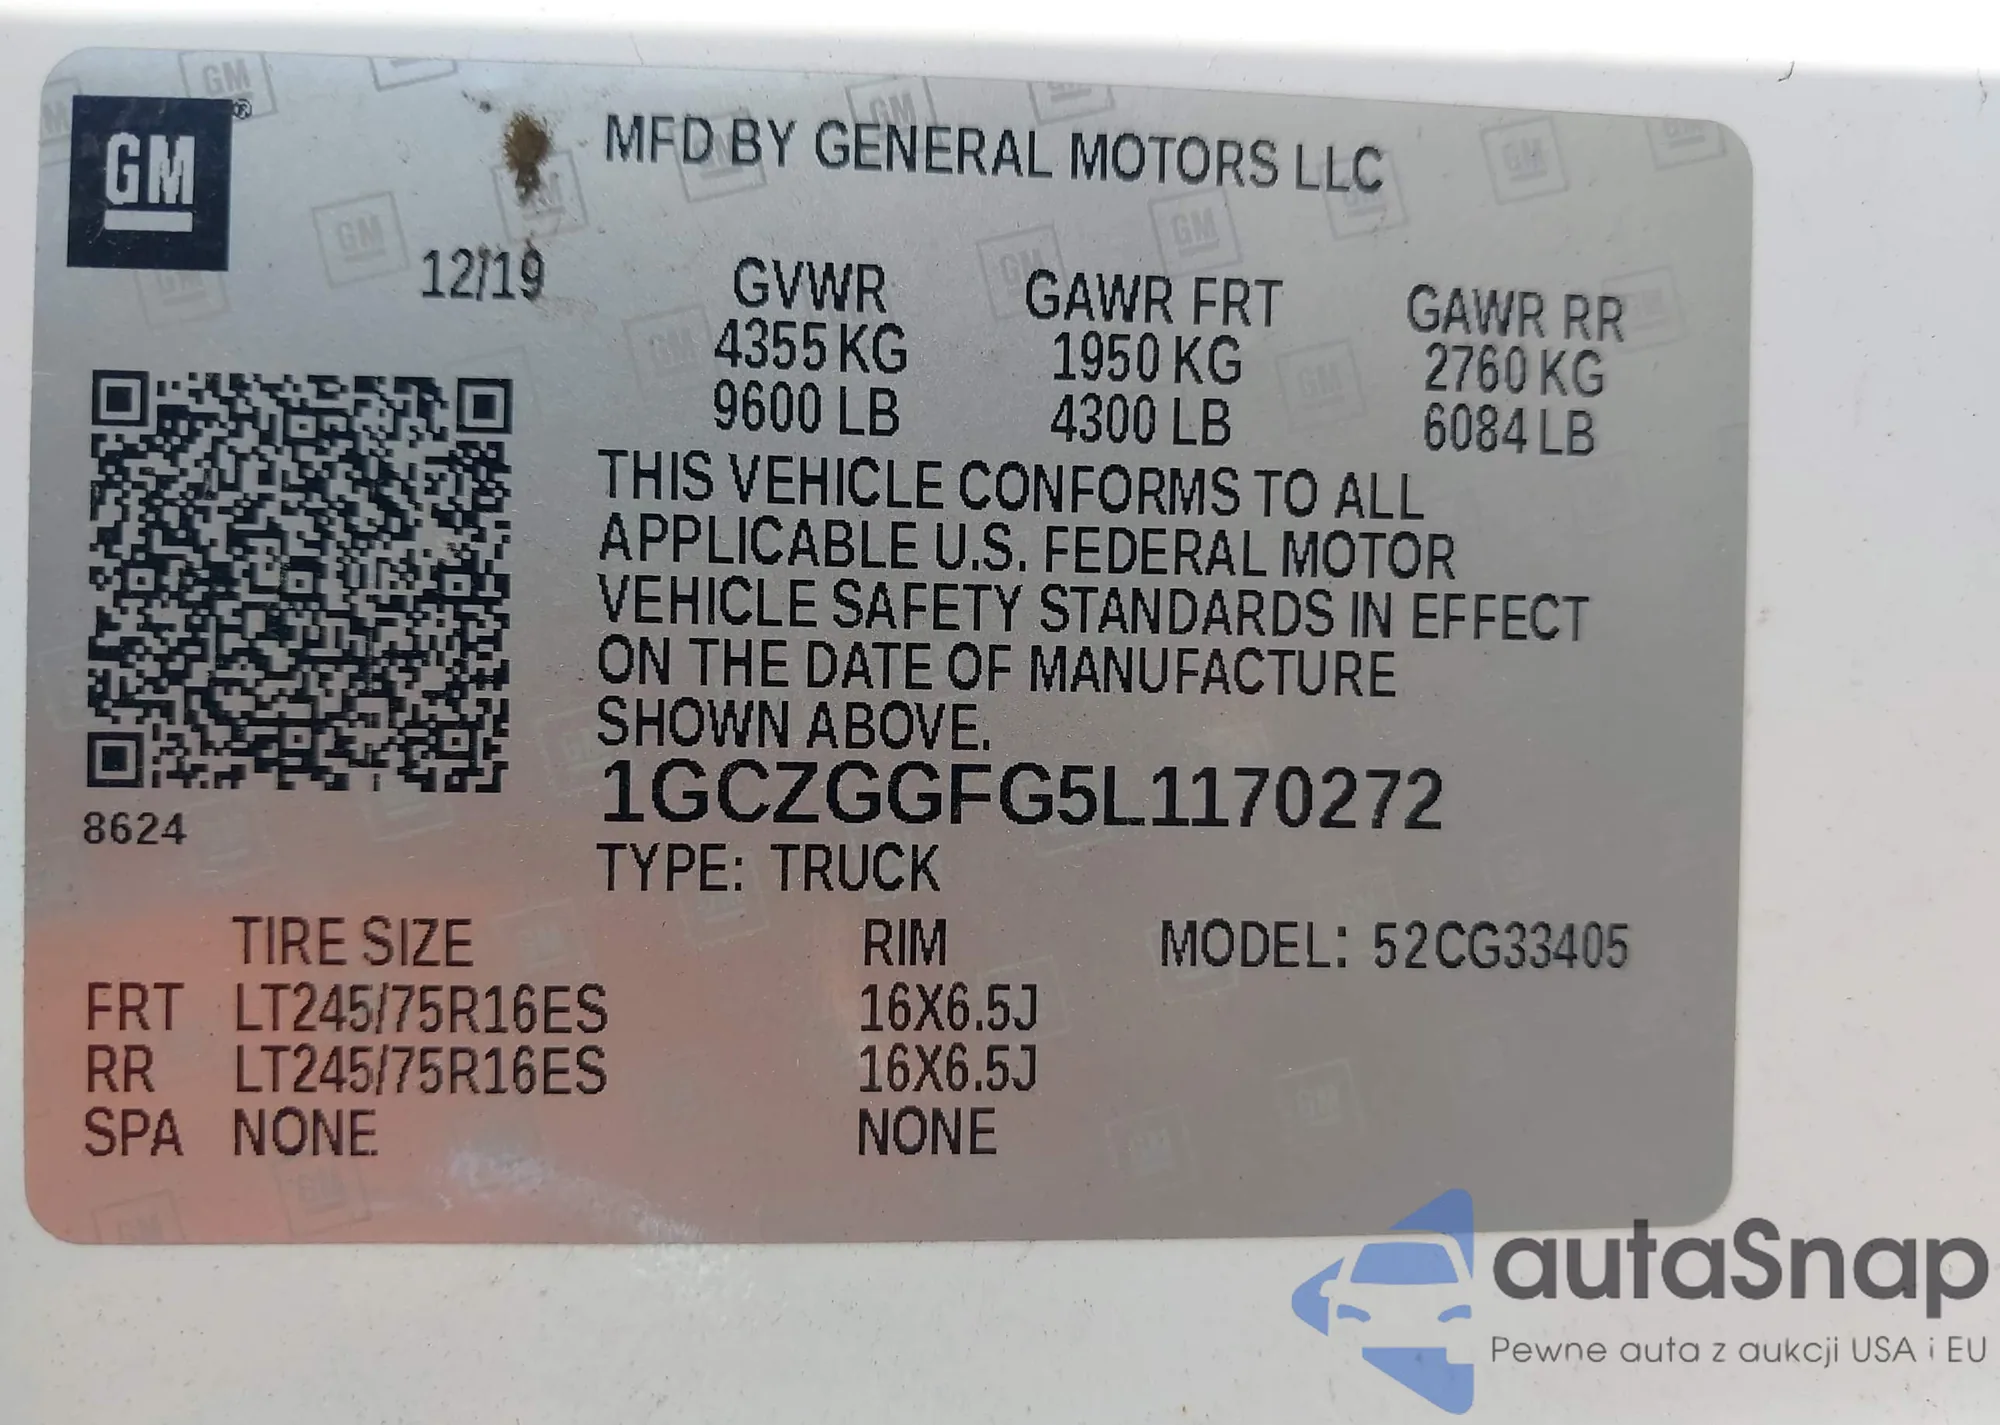 GM
MFD BY GENERAL MOTORS LLC
12/19
GVWR GAWR FRT GAWR RR
4355 KG 1950 KG 2760 KG
9600 LB 4300 LB 6084 LB
THIS VEHICLE CONFORMS TO ALL
APPLICABLE U.S. FEDERAL MOTOR
VEHICLE SAFETY STANDARDS IN EFFECT
ON THE DATE OF MANUFACTURE
SHOWN ABOVE.
1GCZGGFG5L1170272
8624
TYPE: TRUCK
TIRE SIZE RIM MODEL: 52CG33405
FRT LT245/75R16ES 16X6.5J
RR LT245/75R16ES 16X6.5J
SPA NONE NONE
autaSnap
Pewne auta z aukcji USA i EU